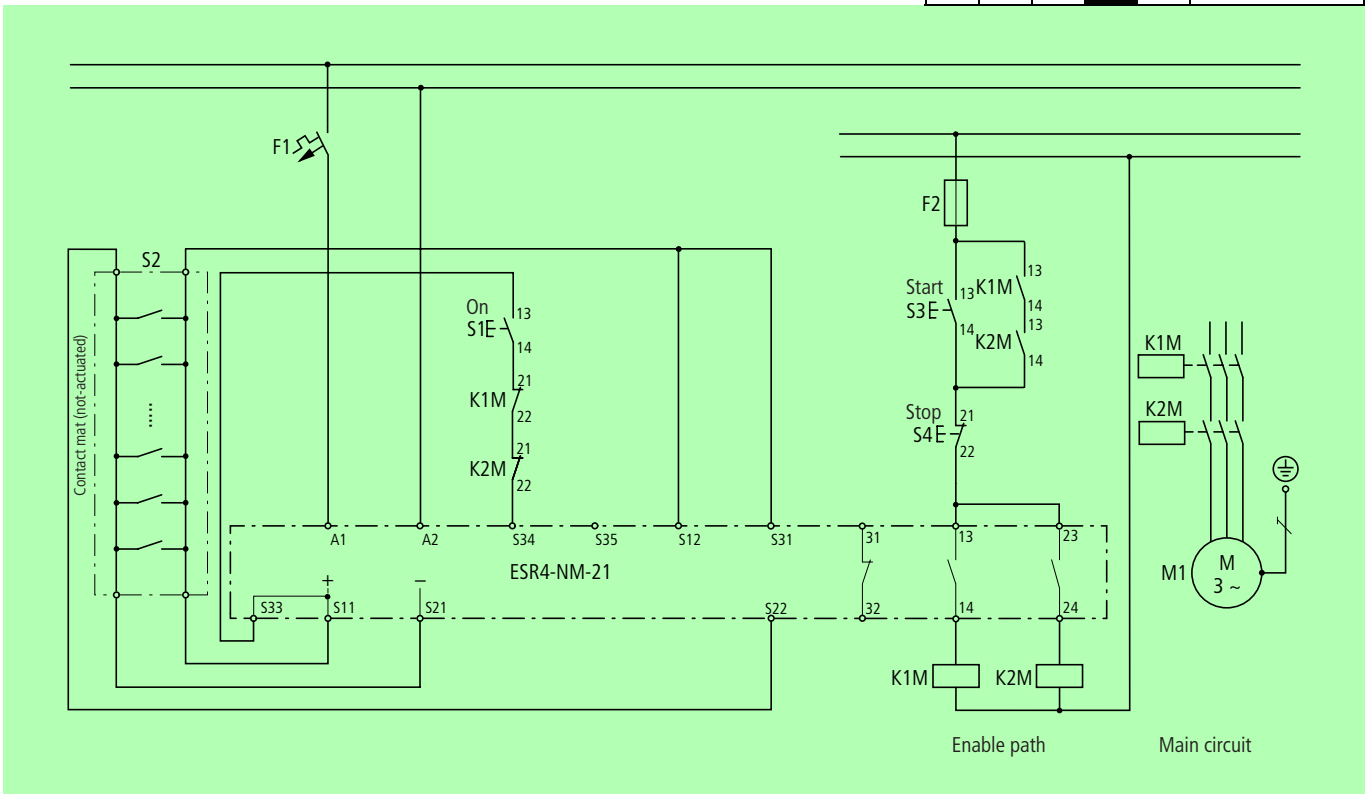 F1
F2
S2
Contact mat (not-actuated)
On
S1
13
14
K1M
21
22
K2M
21
22
Start
S3
13
14
K1M
13
14
K2M
13
14
Stop
S4
21
22
K1M
K2M
M1
M
3 ~
A1
A2
S34
S35
S12
S31
31
13
23
ESR4-NM-21
+
–
S33
S11
S21
S22
32
14
24
K1M
K2M
Enable path
Main circuit